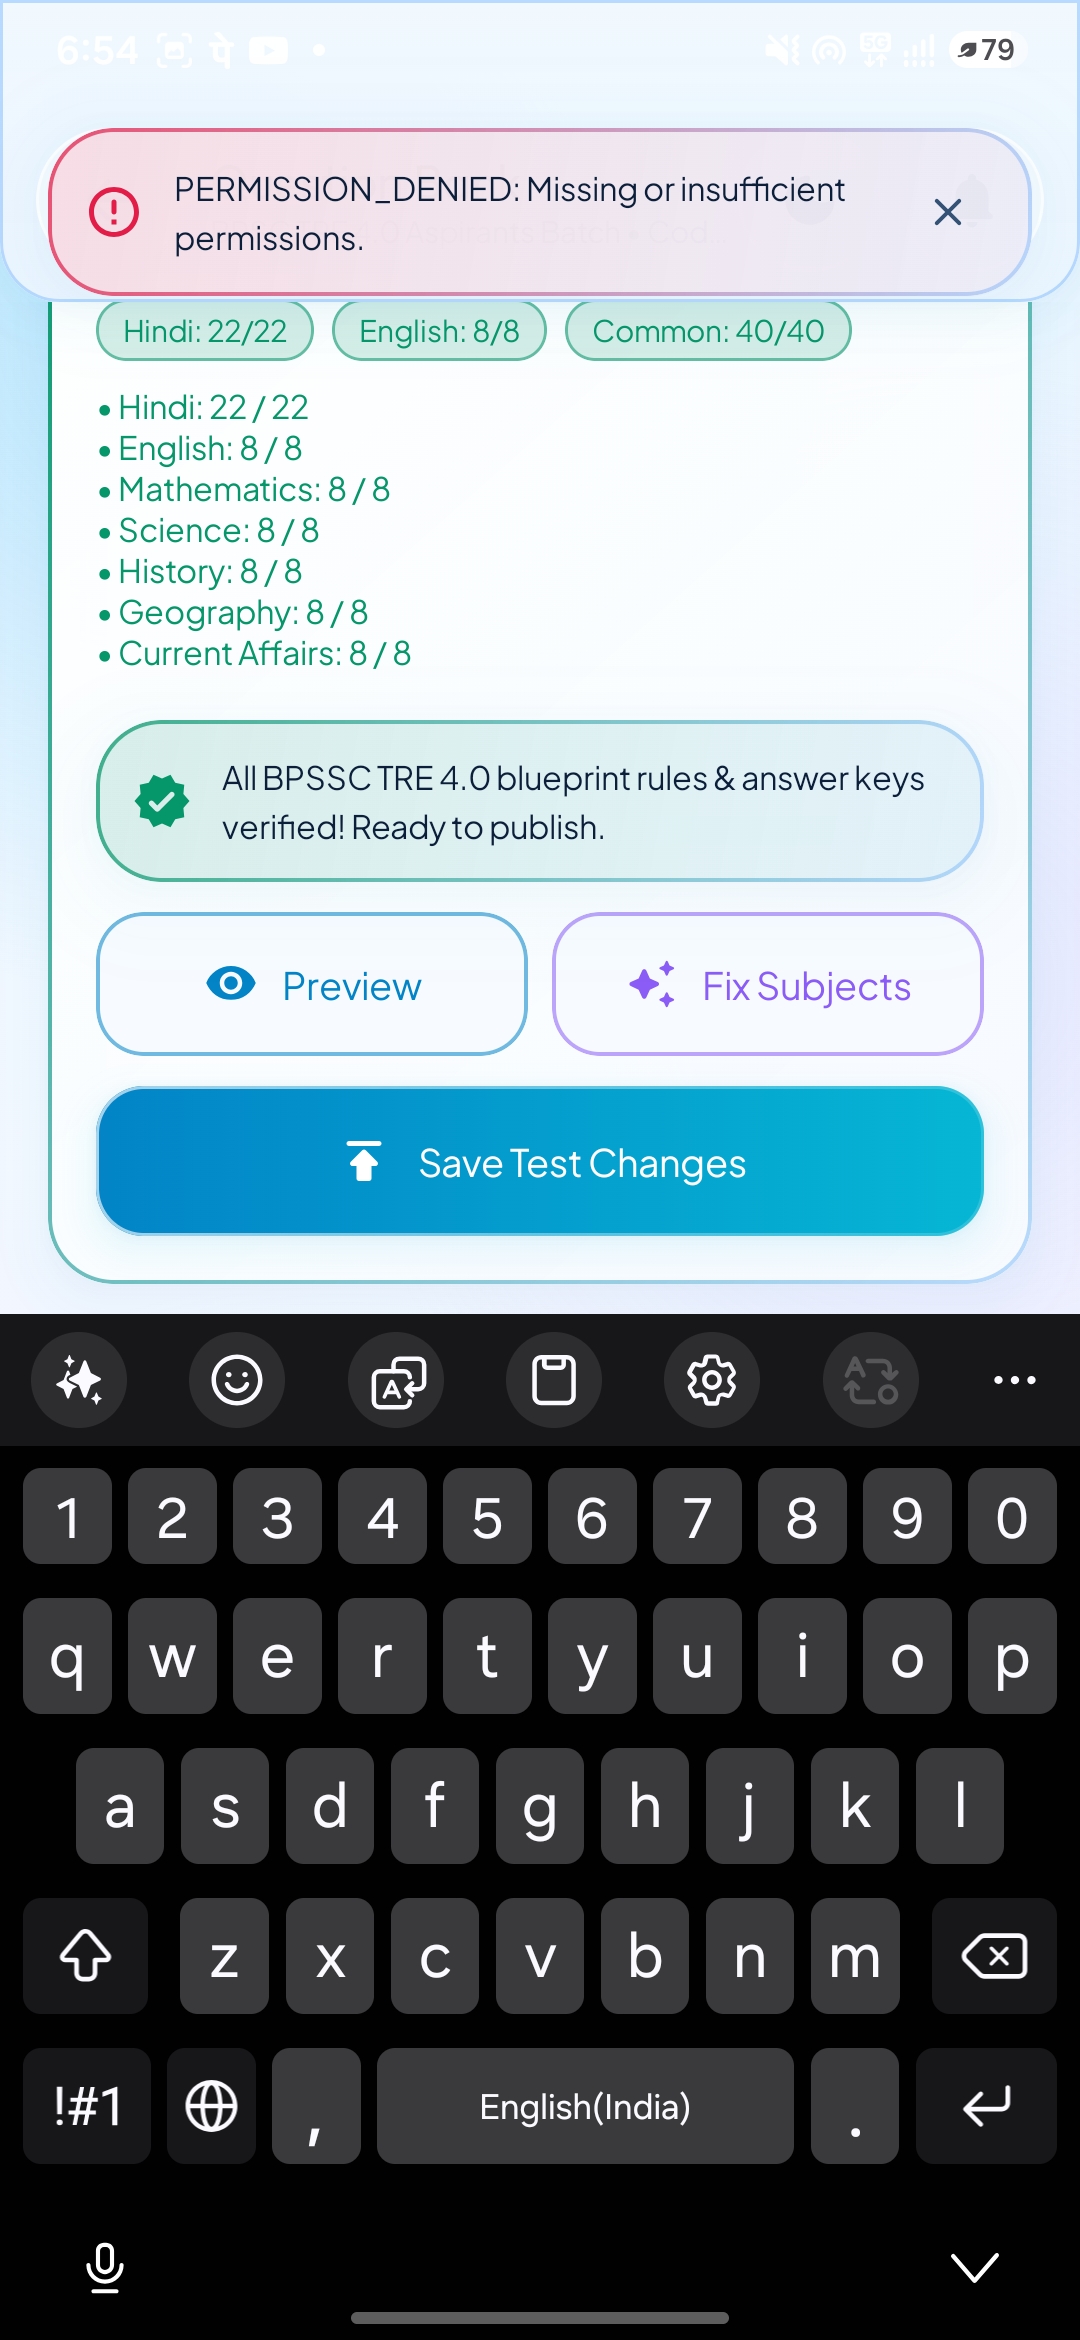 6:54 पे 5G 79
PERMISSION_DENIED: Missing or insufficient
permissions.
Hindi: 22/22 English: 8/8 Common: 40/40
• Hindi: 22 / 22
• English: 8 / 8
• Mathematics: 8 / 8
• Science: 8 / 8
• History: 8 / 8
• Geography: 8 / 8
• Current Affairs: 8 / 8
All BPSSC TRE 4.0 blueprint rules & answer keys
verified! Ready to publish.
Preview Fix Subjects
Save Test Changes
1 2 3 4 5 6 7 8 9 0
q w e r t y u i o p
a s d f g h j k l
z x c v b n m
!#1 , English(India) .